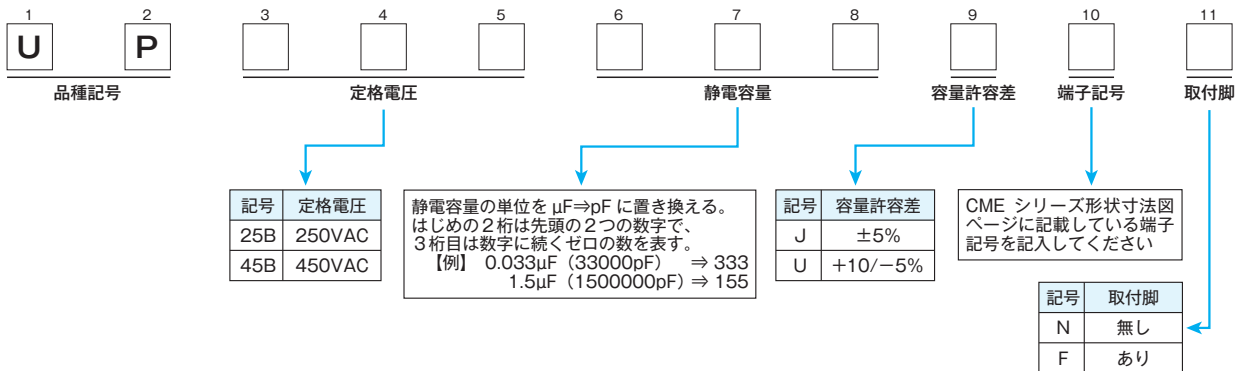 1 2 3 4 5 6 7 8 9 10 11
U P
品種記号 定格電圧 静電容量 容量許容差 端子記号 取付脚
記号 定格電圧
25B 250VAC
45B 450VAC
静電容量の単位を μF⇒pF に置き換える。
はじめの2桁は先頭の2つの数字で、
3桁目は数字に続くゼロの数を表す。
【例】 0.033μF（33000pF） ⇒ 333
1.5μF（1500000pF）⇒ 155
記号 容量許容差
J ±5%
U +10/−5%
CME シリーズ形状寸法図
ページに記載している端子
記号を記入してください
記号 取付脚
N 無し
F あり